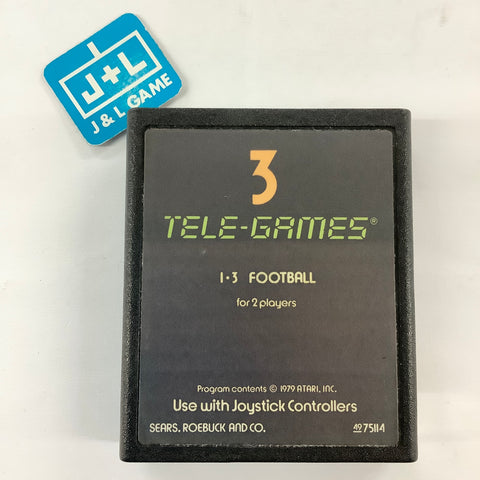 J+L
J & L GAME
3
TELE-GAMES®
1•3 FOOTBALL
for 2 players
Program contents © 1979 ATARI, INC.
Use with Joystick Controllers
SEARS, ROEBUCK AND CO. 49 75114